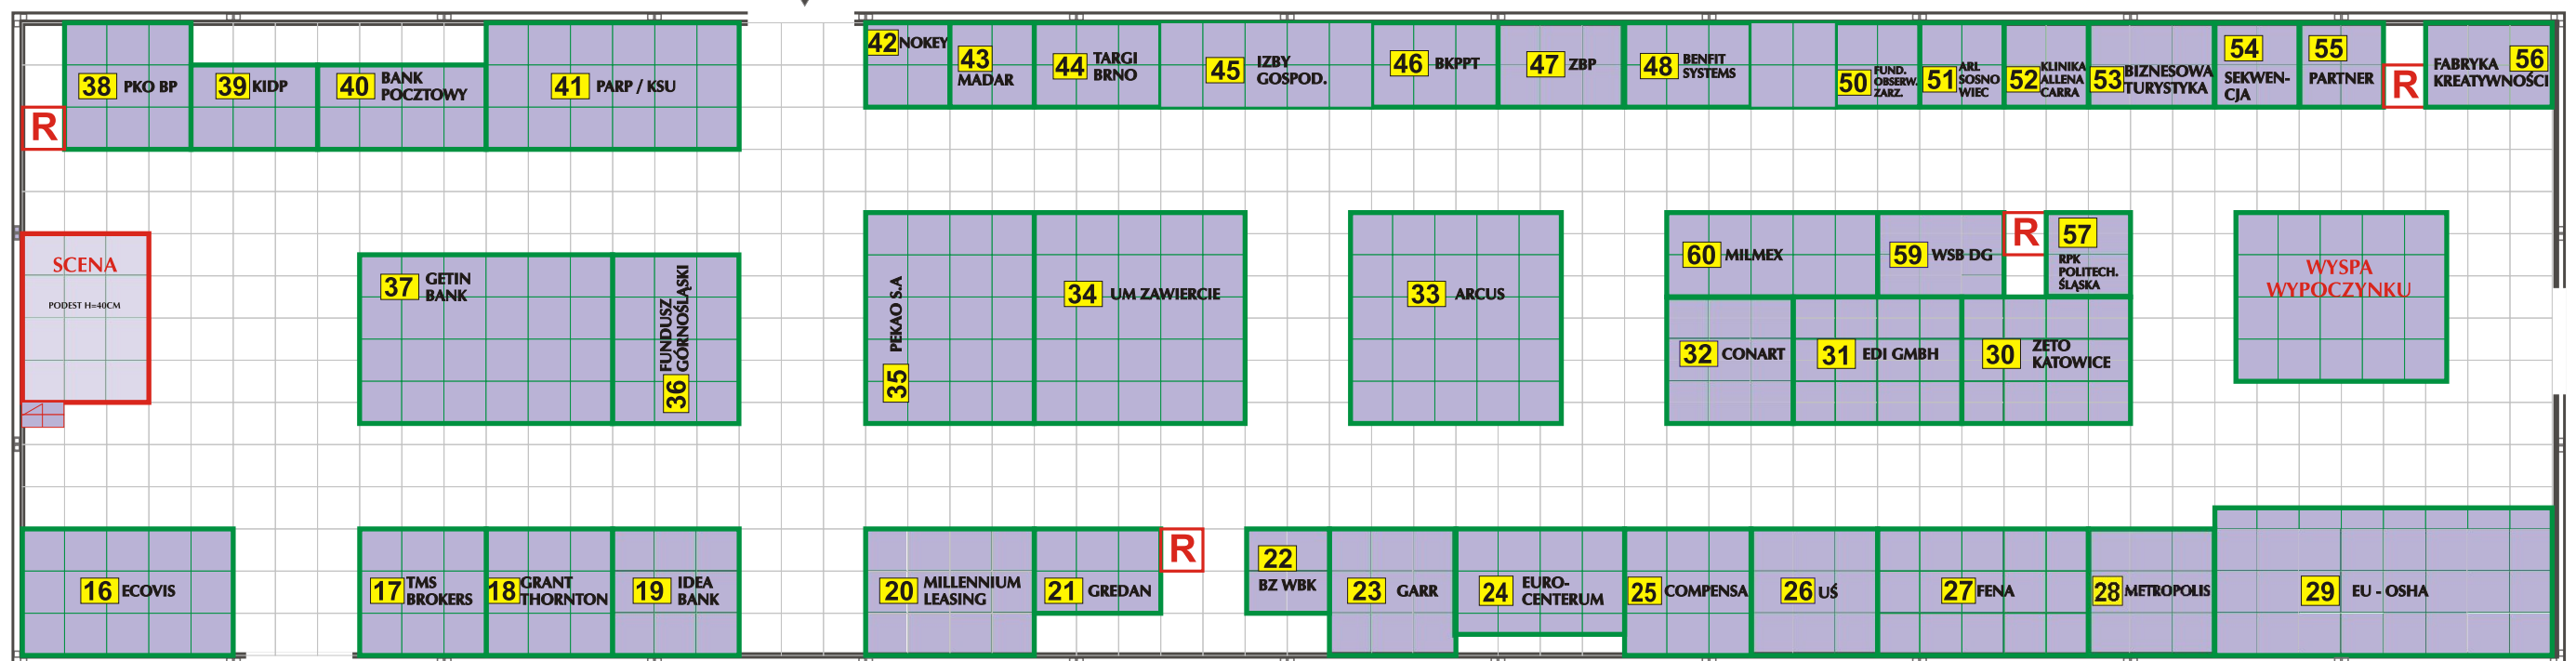 38 PKO BP
39 KIDP
40 BANK
POCZTOWY
41 PARP / KSU
42 NOKEY
43
MADAR
44 TARGI
BRNO
45 IZBY
GOSPOD.
46 BKPPT
47 ZBP
48 BENFIT
SYSTEMS
50 FUND.
OBSERW.
ZARZ.
51 ARL
SOSNO
WIEC
52 KLINIKA
ALLENA
CARRA
53 BIZNESOWA
TURYSTYKA
54
SEKWEN-
CJA
55
PARTNER
R
56
FABRYKA
KREATYWNOŚCI
R
SCENA
PODEST H=40CM
37 GETIN
BANK
36 FUNDUSZ
GÓRNOŚLĄSKI
35 PEKAO S.A
34 UM ZAWIERCIE
33 ARCUS
60 MILMEX
59 WSB DG
R
57
RPK
POLITECH.
ŚLĄSKA
32 CONART
31 EDI GMBH
30 ZETO
KATOWICE
WYSPA
WYPOCZYNKU
16 ECOVIS
17 TMS
BROKERS
18 GRANT
THORNTON
19 IDEA
BANK
20 MILLENNIUM
LEASING
21 GREDAN
R
22
BZ WBK
23 GARR
24 EURO-
CENTERUM
25 COMPENSA
26 UŚ
27 FENA
28 METROPOLIS
29 EU - OSHA